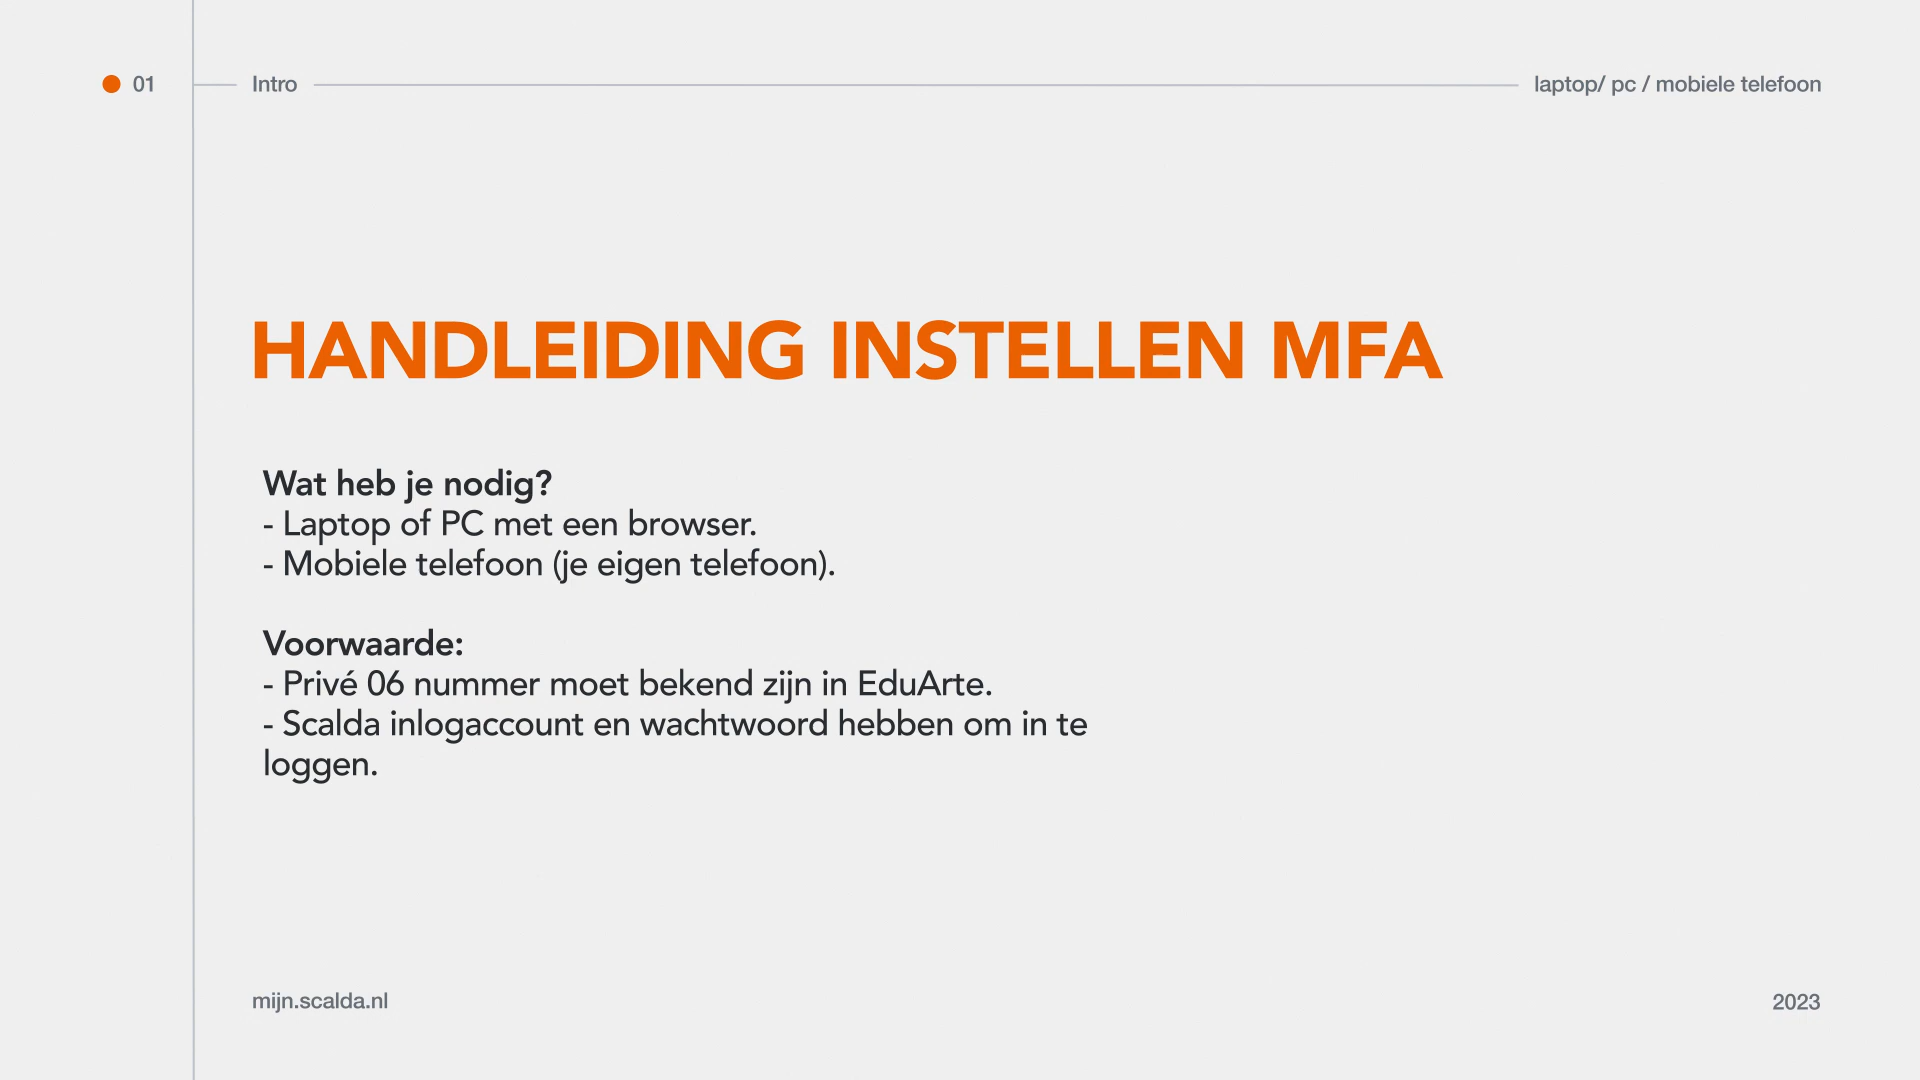 01
Intro
laptop/ pc / mobiele telefoon
HANDLEIDING INSTELLEN MFA
Wat heb je nodig?
- Laptop of PC met een browser.
- Mobiele telefoon (je eigen telefoon).
Voorwaarde:
- Privé 06 nummer moet bekend zijn in EduArte.
- Scalda inlogaccount en wachtwoord hebben om in te
loggen.
mijn.scalda.nl
2023